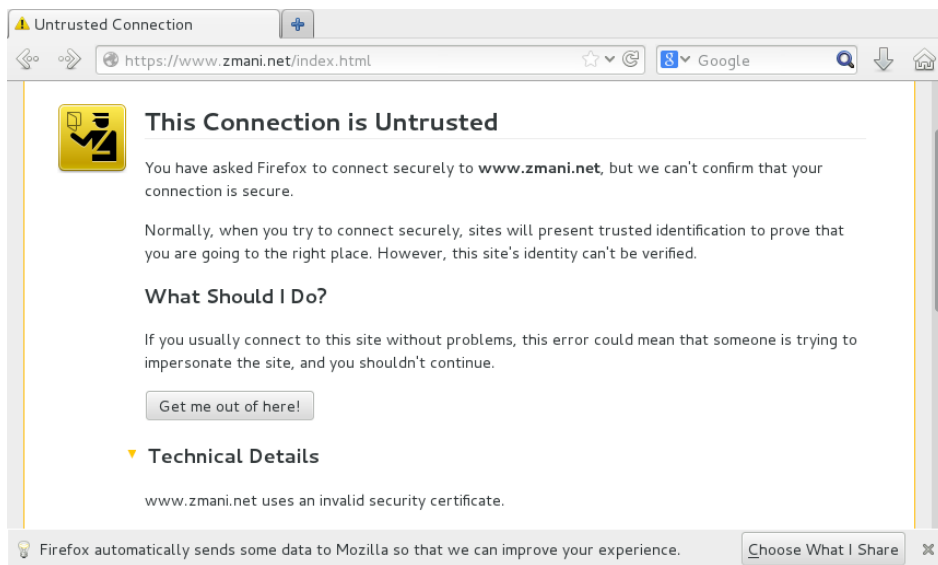 Untrusted Connection
https://www.zmani.net/index.html
Google
This Connection is Untrusted
You have asked Firefox to connect securely to www.zmani.net, but we can't confirm that your
connection is secure.
Normally, when you try to connect securely, sites will present trusted identification to prove that
you are going to the right place. However, this site's identity can't be verified.
What Should I Do?
If you usually connect to this site without problems, this error could mean that someone is trying to
impersonate the site, and you shouldn't continue.
Get me out of here!
Technical Details
www.zmani.net uses an invalid security certificate.
Firefox automatically sends some data to Mozilla so that we can improve your experience.
Choose What I Share